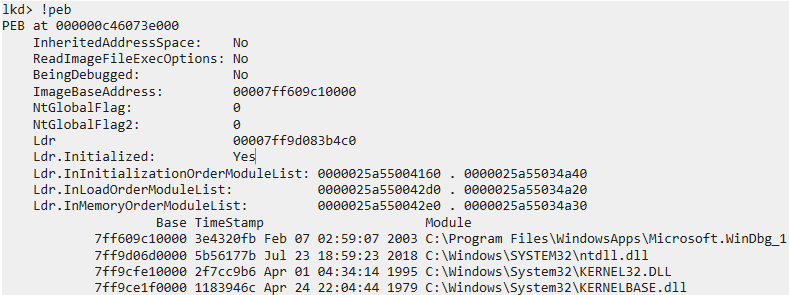 lkd> !peb
PEB at 000000c46073e000
InheritedAddressSpace: No
ReadImageFileExecOptions: No
BeingDebugged: No
ImageBaseAddress: 00007ff609c10000
NtGlobalFlag: 0
NtGlobalFlag2: 0
Ldr 00007ff9d083b4c0
Ldr.Initialized: Yes
Ldr.InInitializationOrderModuleList: 0000025a55004160 . 0000025a55034a40
Ldr.InLoadOrderModuleList: 0000025a550042d0 . 0000025a55034a20
Ldr.InMemoryOrderModuleList: 0000025a550042e0 . 0000025a55034a30
Base TimeStamp Module
7ff609c10000 3e4320fb Feb 07 02:59:07 2003 C:\Program Files\WindowsApps\Microsoft.WinDbg_1
7ff9d06d0000 5b56177b Jul 23 18:59:23 2018 C:\Windows\SYSTEM32\ntdll.dll
7ff9cfe10000 2f7cc9b6 Apr 01 04:34:14 1995 C:\Windows\System32\KERNEL32.DLL
7ff9ce1f0000 1183946c Apr 24 22:04:44 1979 C:\Windows\System32\KERNELBASE.dll